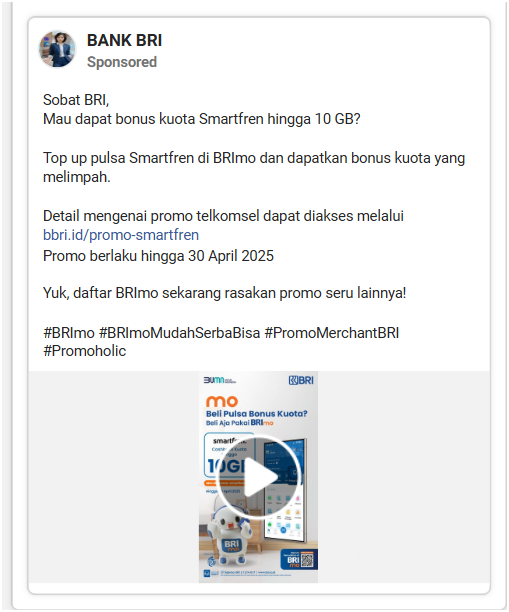 BANK BRI
Sponsored
Sobat BRI,
Mau dapat bonus kuota Smartfren hingga 10 GB?
Top up pulsa Smartfren di BRImo dan dapatkan bonus kuota yang
melimpah.
Detail mengenai promo telkomsel dapat diakses melalui
bbri.id/promo-smartfren
Promo berlaku hingga 30 April 2025
Yuk, daftar BRImo sekarang rasakan promo seru lainnya!
#BRImo #BRImoMudahSerbaBisa #PromoMerchantBRI
#Promoholic
BUMN
BRI
mo
Beli Pulsa Bonus Kuota?
Beli Aja Pakai BRImo
smartfren
10GB
BRI
mo
BRImo